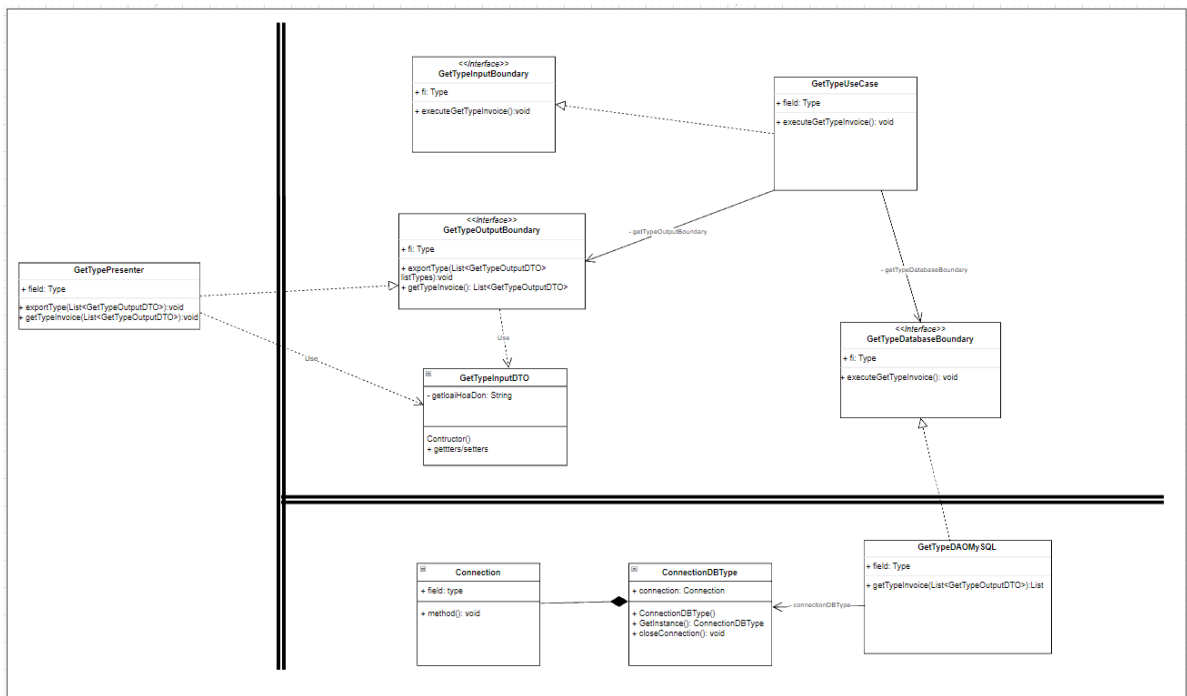 <<Interface>>
GetTypeInputBoundary
+ fi: Type
+ executeGetTypeInvoice():void
GetTypeUseCase
+ field: Type
+ executeGetTypeInvoice(): void
<<Interface>>
GetTypeOutputBoundary
+ fi: Type
+ exportType(List<GetTypeOutputDTO>
listTypes):void
+ getTypeInvoice(): List<GetTypeOutputDTO>
- getTypeOutputBoundary
- getTypeDatabaseBoundary
GetTypePresenter
+ field: Type
+ exportType(List<GetTypeOutputDTO>):void
+ getTypeInvoice(List<GetTypeOutputDTO>):void
Use
Use
<<Interface>>
GetTypeDatabaseBoundary
+ fi: Type
+ executeGetTypeInvoice(): void
GetTypeInputDTO
- getloaiHoaDon: String
Contructor()
+ gettters/setters
GetTypeDAOMySQL
+ field: Type
+ getTypeInvoice(List<GetTypeOutputDTO>):List
Connection
+ field: type
+ method(): void
ConnectionDBType
+ connection: Connection
+ ConnectionDBType()
+ GetInstance(): ConnectionDBType
+ closeConnection(): void
- connectionDBType